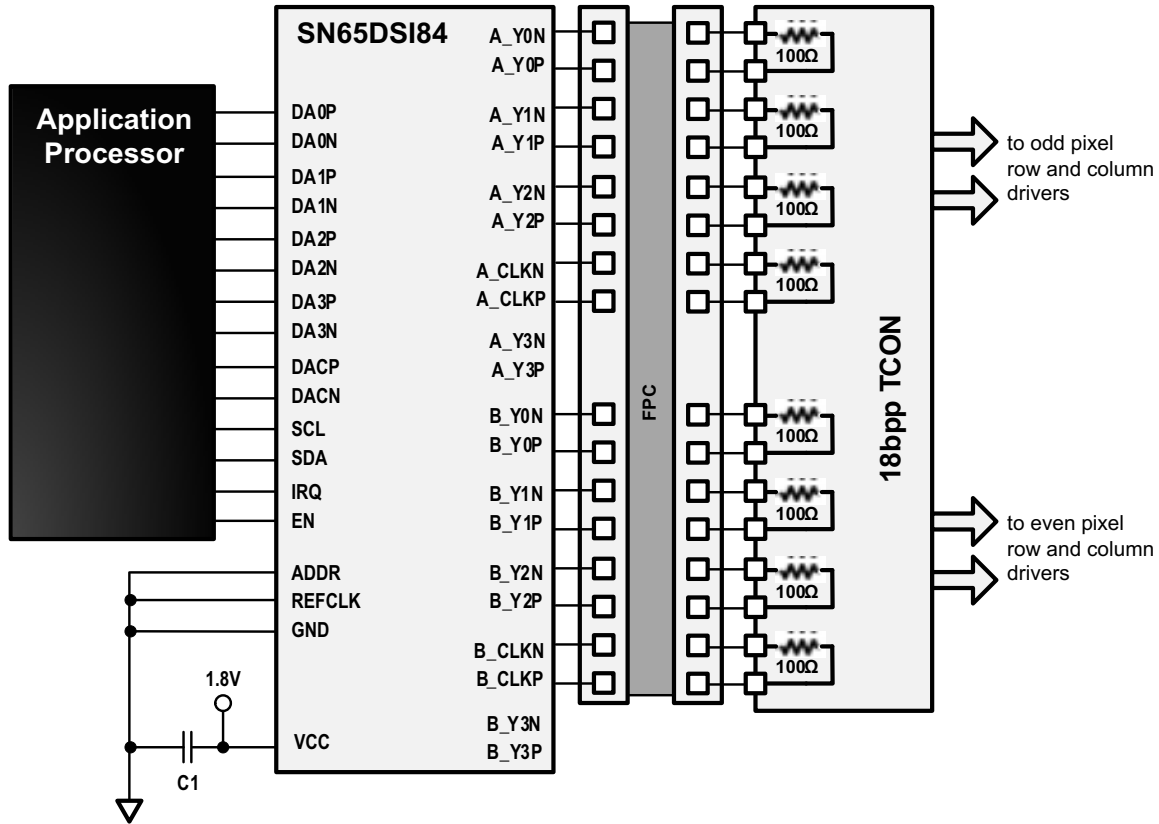 SN65DSI84
Application
Processor
DA0P
DA0N
DA1P
DA1N
DA2P
DA2N
DA3P
DA3N
DACP
DACN
SCL
SDA
IRQ
EN
ADDR
REFCLK
GND
1.8V
VCC
C1
A_Y0N
A_Y0P
A_Y1N
A_Y1P
A_Y2N
A_Y2P
A_CLKN
A_CLKP
A_Y3N
A_Y3P
B_Y0N
B_Y0P
B_Y1N
B_Y1P
B_Y2N
B_Y2P
B_CLKN
B_CLKP
B_Y3N
B_Y3P
FPC
100Ω
100Ω
100Ω
100Ω
100Ω
100Ω
100Ω
100Ω
18bpp TCON
to odd pixel
row and column
drivers
to even pixel
row and column
drivers